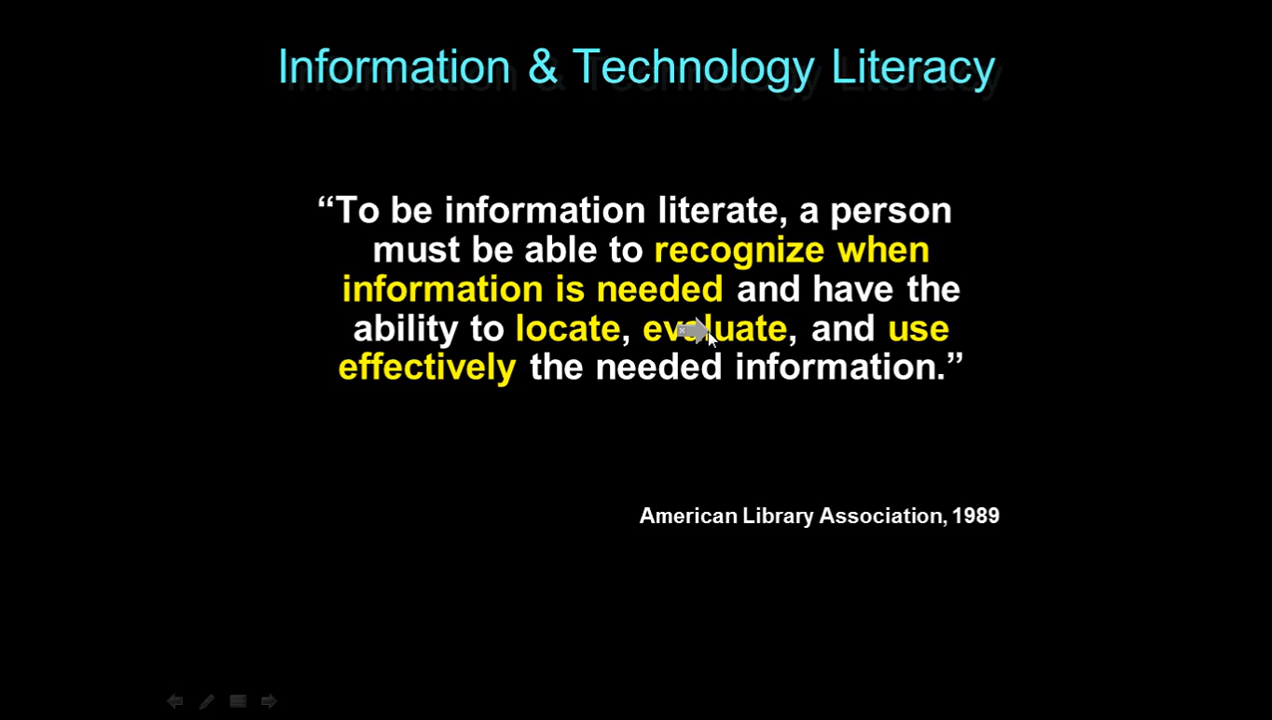 Information & Technology Literacy
“To be information literate, a person
must be able to recognize when
information is needed and have the
ability to locate, evaluate, and use
effectively the needed information.”
American Library Association, 1989